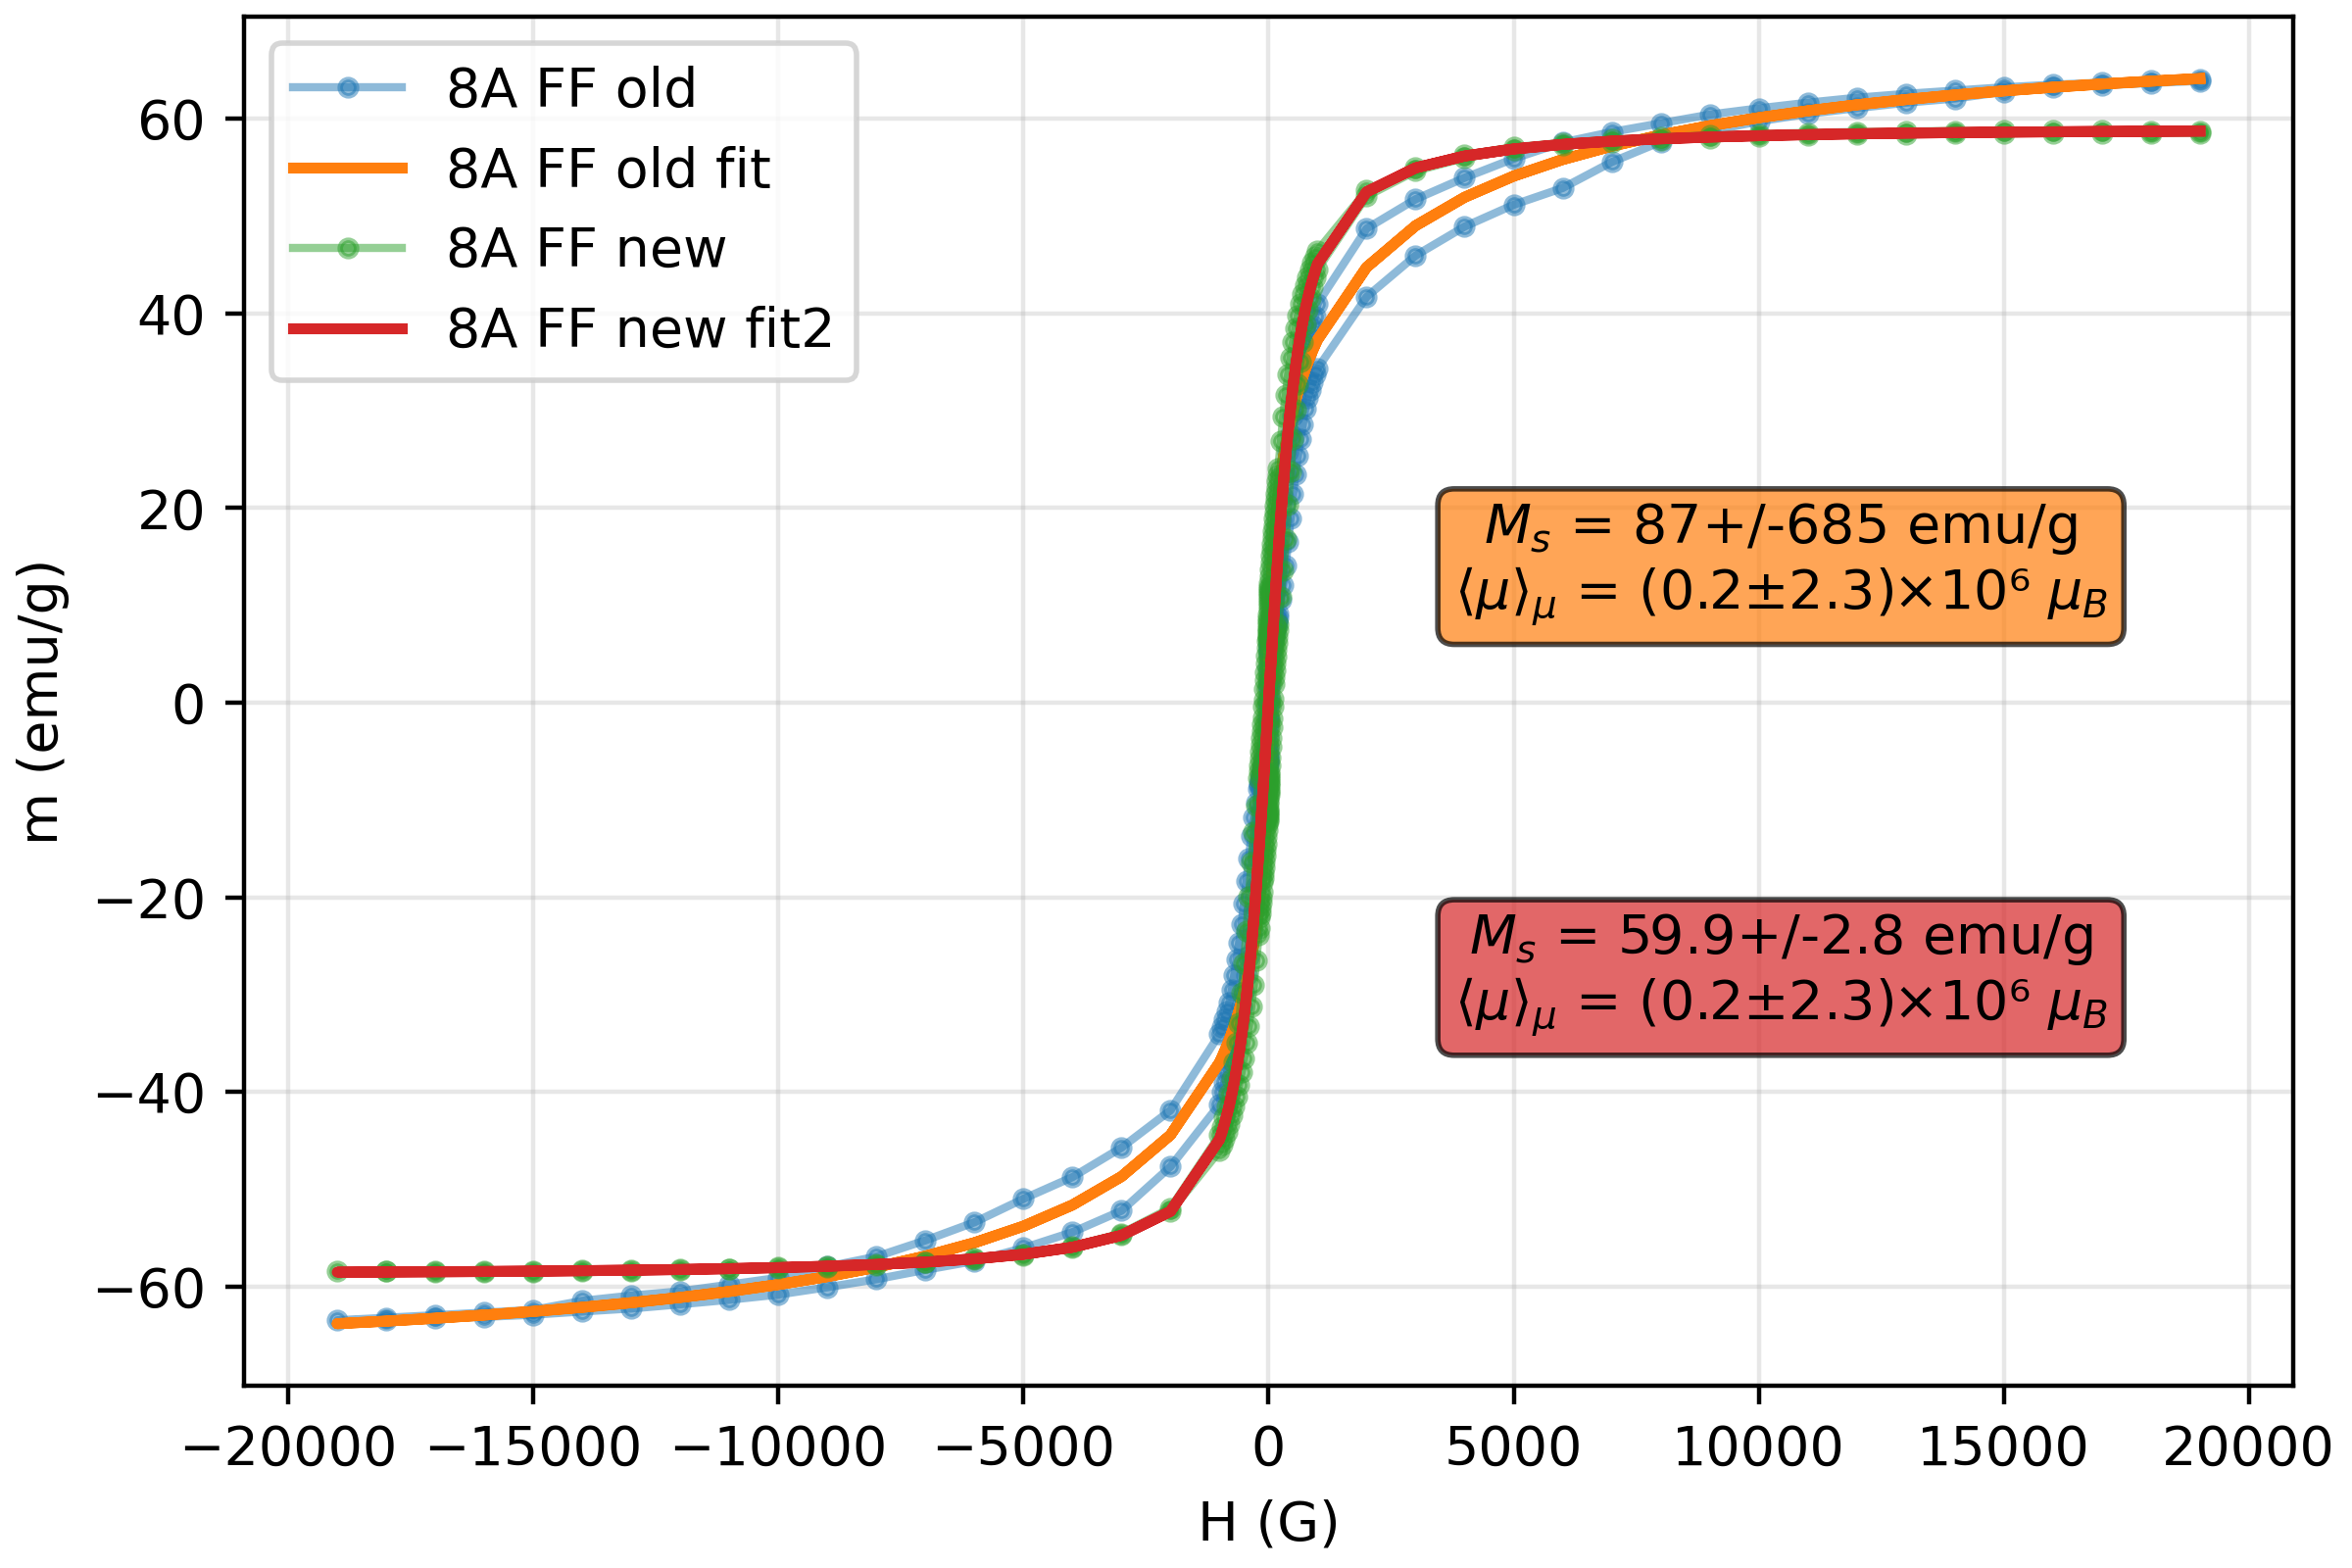 8A FF old
8A FF old fit
8A FF new
8A FF new fit2
60
40
20
0
−20
−40
−60
m (emu/g)
M_s = 87+/-685 emu/g
⟨μ⟩_μ = (0.2±2.3)×10⁶ μ_B
M_s = 59.9+/-2.8 emu/g
⟨μ⟩_μ = (0.2±2.3)×10⁶ μ_B
−20000 −15000 −10000 −5000 0 5000 10000 15000 20000
H (G)